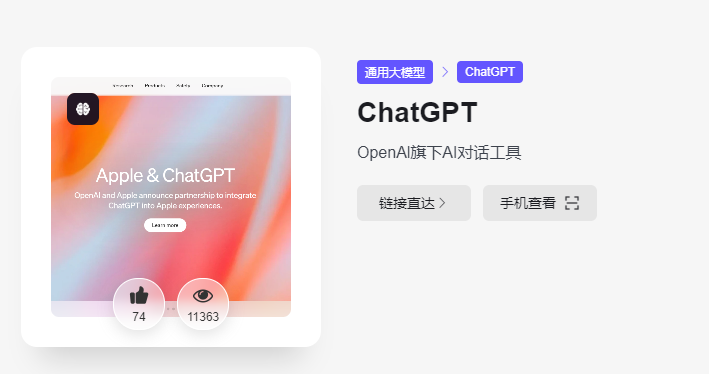 Research Products Safety Company
Apple & ChatGPT
OpenAI and Apple announce partnership to integrate
ChatGPT into Apple experiences.
Learn more
74
11363
通用大模型
ChatGPT
ChatGPT
OpenAI旗下AI对话工具
链接直达
手机查看